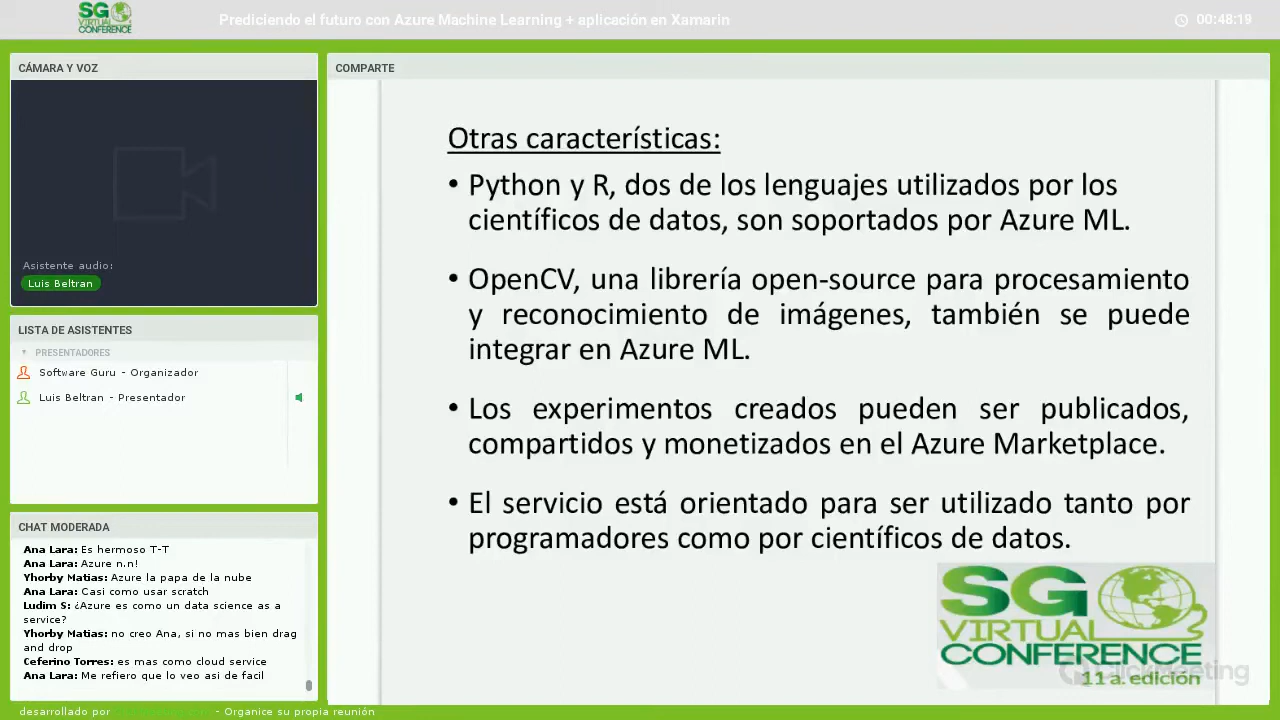 SG
VIRTUAL
CONFERENCE
Prediciendo el futuro con Azure Machine Learning + aplicación en Xamarin
00:48:19
CÁMARA Y VOZ
Asistente audio:
Luis Beltran
LISTA DE ASISTENTES
PRESENTADORES
Software Guru - Organizador
Luis Beltran - Presentador
CHAT MODERADA
Ana Lara: Es hermoso T-T
Ana Lara: Azure n.n!
Yhorby Matias: Azure la papa de la nube
Ana Lara: Casi como usar scratch
Ludim S: ¿Azure es como un data science as a
service?
Yhorby Matias: no creo Ana, si no mas bien drag
and drop
Ceferino Torres: es mas como cloud service
Ana Lara: Me refiero que lo veo asi de facil
COMPARTE
Otras características:
• Python y R, dos de los lenguajes utilizados por los
científicos de datos, son soportados por Azure ML.
• OpenCV, una librería open-source para procesamiento
y reconocimiento de imágenes, también se puede
integrar en Azure ML.
• Los experimentos creados pueden ser publicados,
compartidos y monetizados en el Azure Marketplace.
• El servicio está orientado para ser utilizado tanto por
programadores como por científicos de datos.
SG
VIRTUAL
CONFERENCE
11 a. edición
ClickMeeting
desarrollado por - Organice su propia reunión